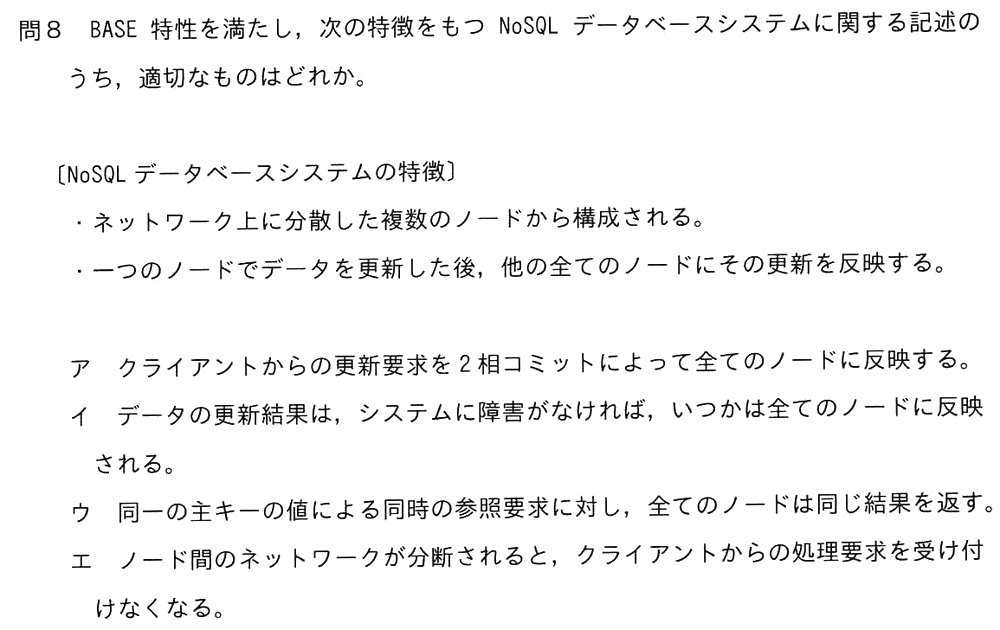 問8　BASE 特性を満たし，次の特徴をもつ NoSQL データベースシステムに関する記述の
うち，適切なものはどれか。
〔NoSQL データベースシステムの特徴〕
・ネットワーク上に分散した複数のノードから構成される。
・一つのノードでデータを更新した後，他の全てのノードにその更新を反映する。
ア　クライアントからの更新要求を2相コミットによって全てのノードに反映する。
イ　データの更新結果は，システムに障害がなければ，いつかは全てのノードに反映
される。
ウ　同一の主キーの値による同時の参照要求に対し，全てのノードは同じ結果を返す。
エ　ノード間のネットワークが分断されると，クライアントからの処理要求を受け付
けなくなる。